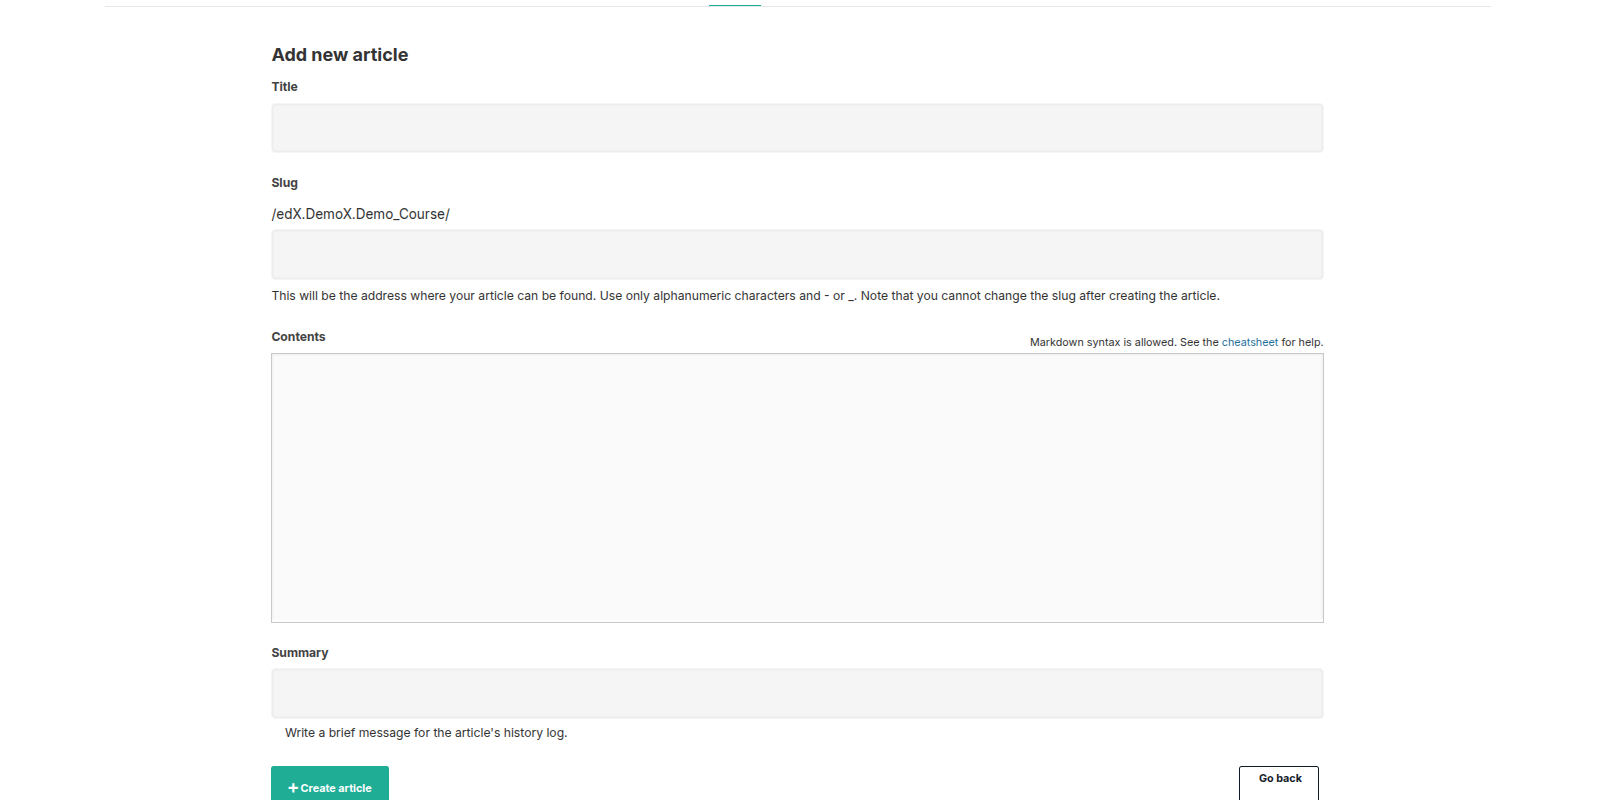 Add new article
Title
Slug
/edX.DemoX.Demo_Course/
This will be the address where your article can be found. Use only alphanumeric characters and - or _. Note that you cannot change the slug after creating the article.
Contents
Markdown syntax is allowed. See the cheatsheet for help.
Summary
Write a brief message for the article's history log.
+ Create article
Go back